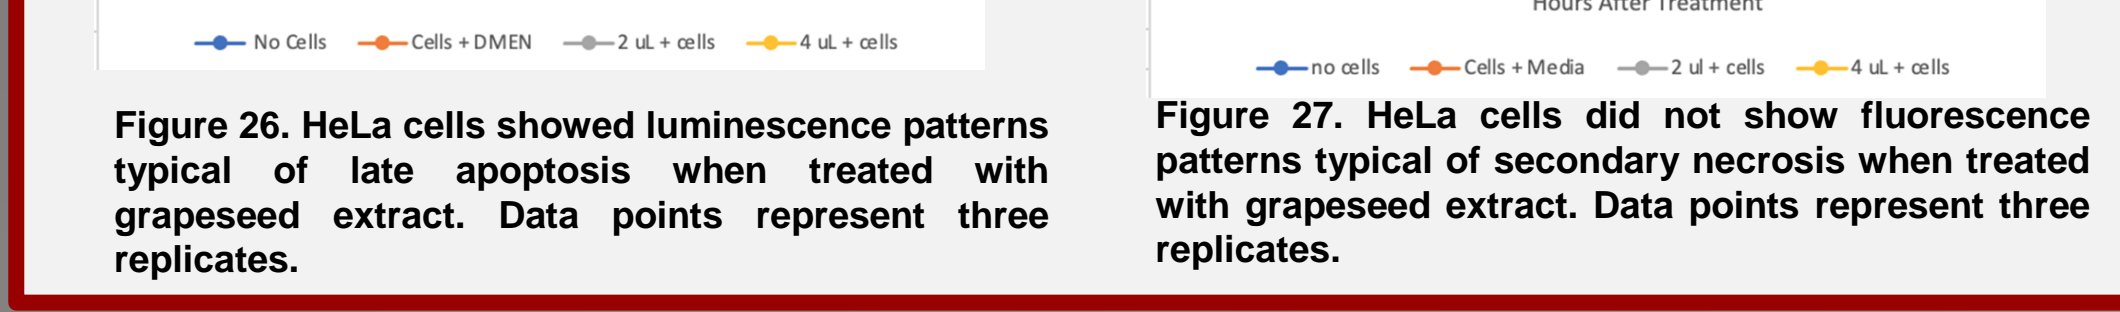 No Cells Cells + DMEN 2 uL + cells 4 uL + cells
Figure 26. HeLa cells showed luminescence patterns
typical of late apoptosis when treated with
grapeseed extract. Data points represent three
replicates.
Hours After Treatment
no cells Cells + Media 2 ul + cells 4 uL + cells
Figure 27. HeLa cells did not show fluorescence
patterns typical of secondary necrosis when treated
with grapeseed extract. Data points represent three
replicates.